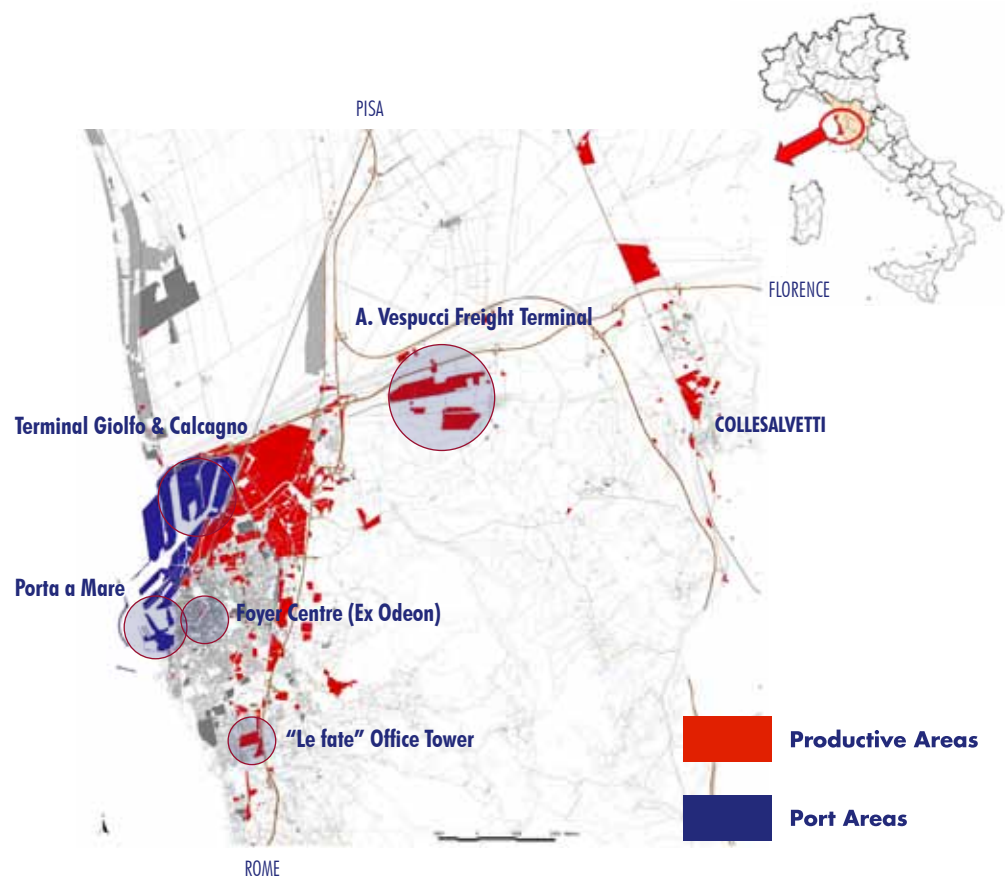 PISA
FLORENCE
A. Vespucci Freight Terminal
Terminal Giolfo & Calcagno
COLLESALVETTI
Porta a Mare
Foyer Centre (Ex Odeon)
“Le fate” Office Tower
Productive Areas
Port Areas
ROME